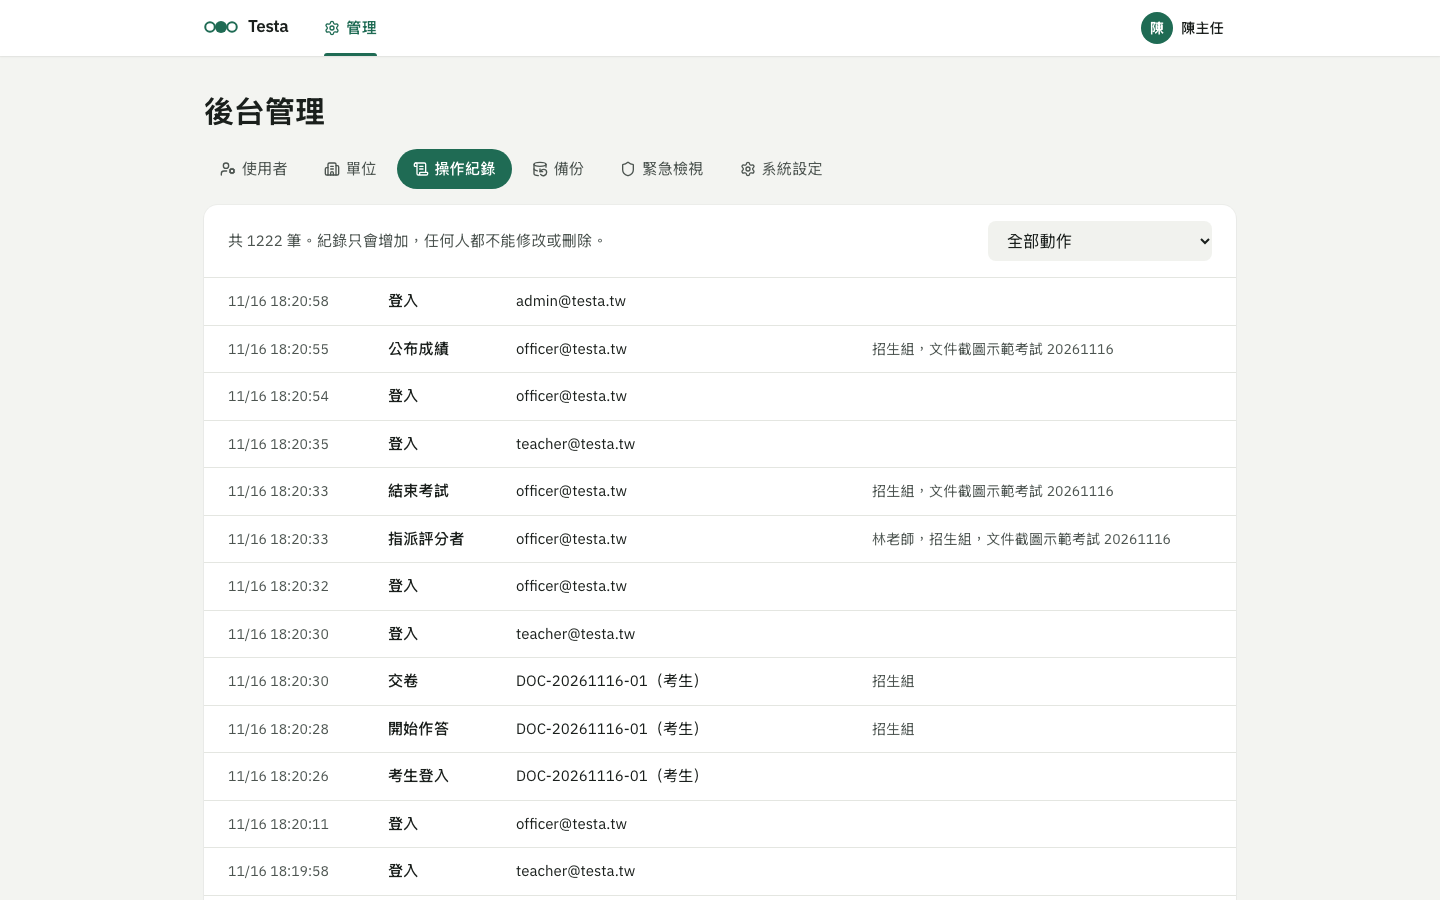 Testa
管理
陳
陳主任
後台管理
使用者
單位
操作紀錄
備份
緊急檢視
系統設定
共 1222 筆。紀錄只會增加，任何人都不能修改或刪除。
全部動作
11/16 18:20:58 登入 admin@testa.tw
11/16 18:20:55 公布成績 officer@testa.tw 招生組，文件截圖示範考試 20261116
11/16 18:20:54 登入 officer@testa.tw
11/16 18:20:35 登入 teacher@testa.tw
11/16 18:20:33 結束考試 officer@testa.tw 招生組，文件截圖示範考試 20261116
11/16 18:20:33 指派評分者 officer@testa.tw 林老師，招生組，文件截圖示範考試 20261116
11/16 18:20:32 登入 officer@testa.tw
11/16 18:20:30 登入 teacher@testa.tw
11/16 18:20:30 交卷 DOC-20261116-01（考生） 招生組
11/16 18:20:28 開始作答 DOC-20261116-01（考生） 招生組
11/16 18:20:26 考生登入 DOC-20261116-01（考生）
11/16 18:20:11 登入 officer@testa.tw
11/16 18:19:58 登入 teacher@testa.tw